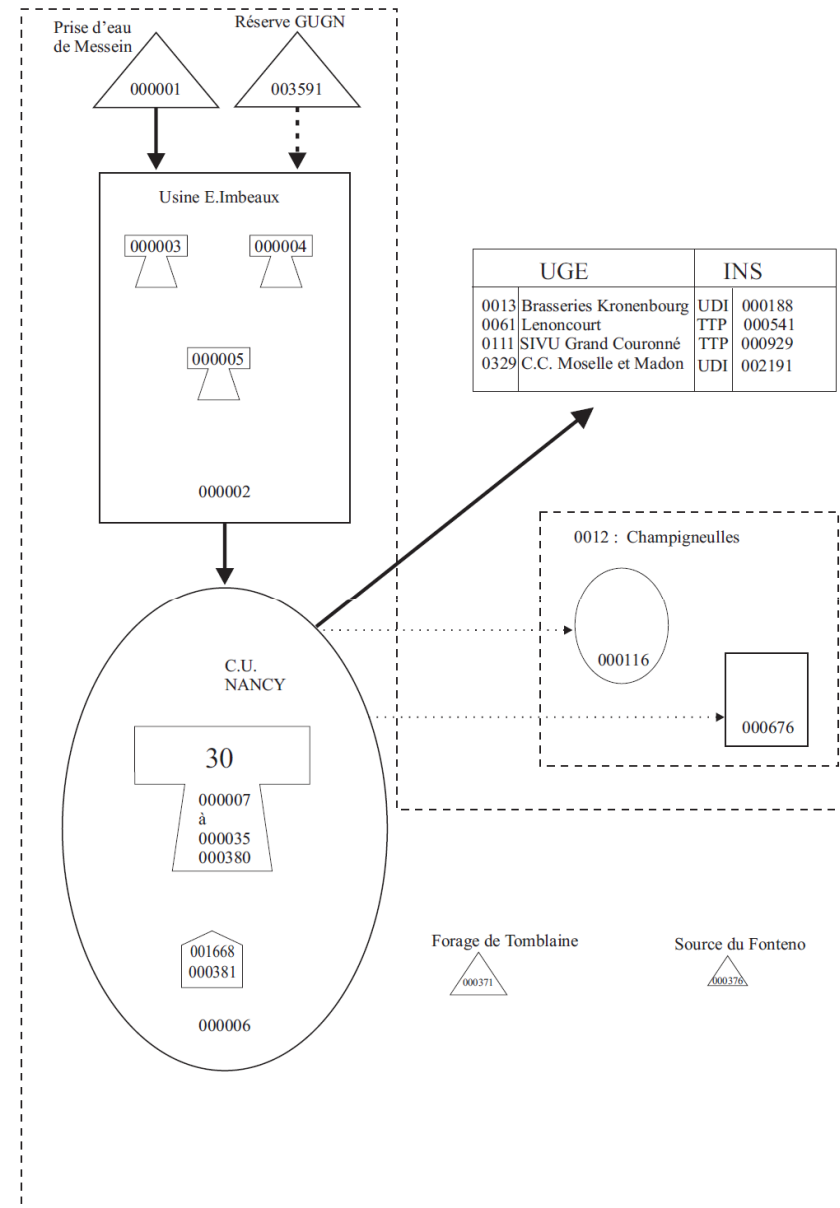 Prise d’eau
de Messein
000001
Réserve GUGN
003591
Usine E.Imbeaux
000003
000004
000005
000002
UGE INS
0013 Brasseries Kronenbourg UDI 000188
0061 Lenoncourt TTP 000541
0111 SIVU Grand Couronné TTP 000929
0329 C.C. Moselle et Madon UDI 002191
0012 : Champigneulles
000116
000676
C.U.
NANCY
30
000007
à
000035
000380
001668
000381
000006
Forage de Tomblaine
000371
Source du Fonteno
000376